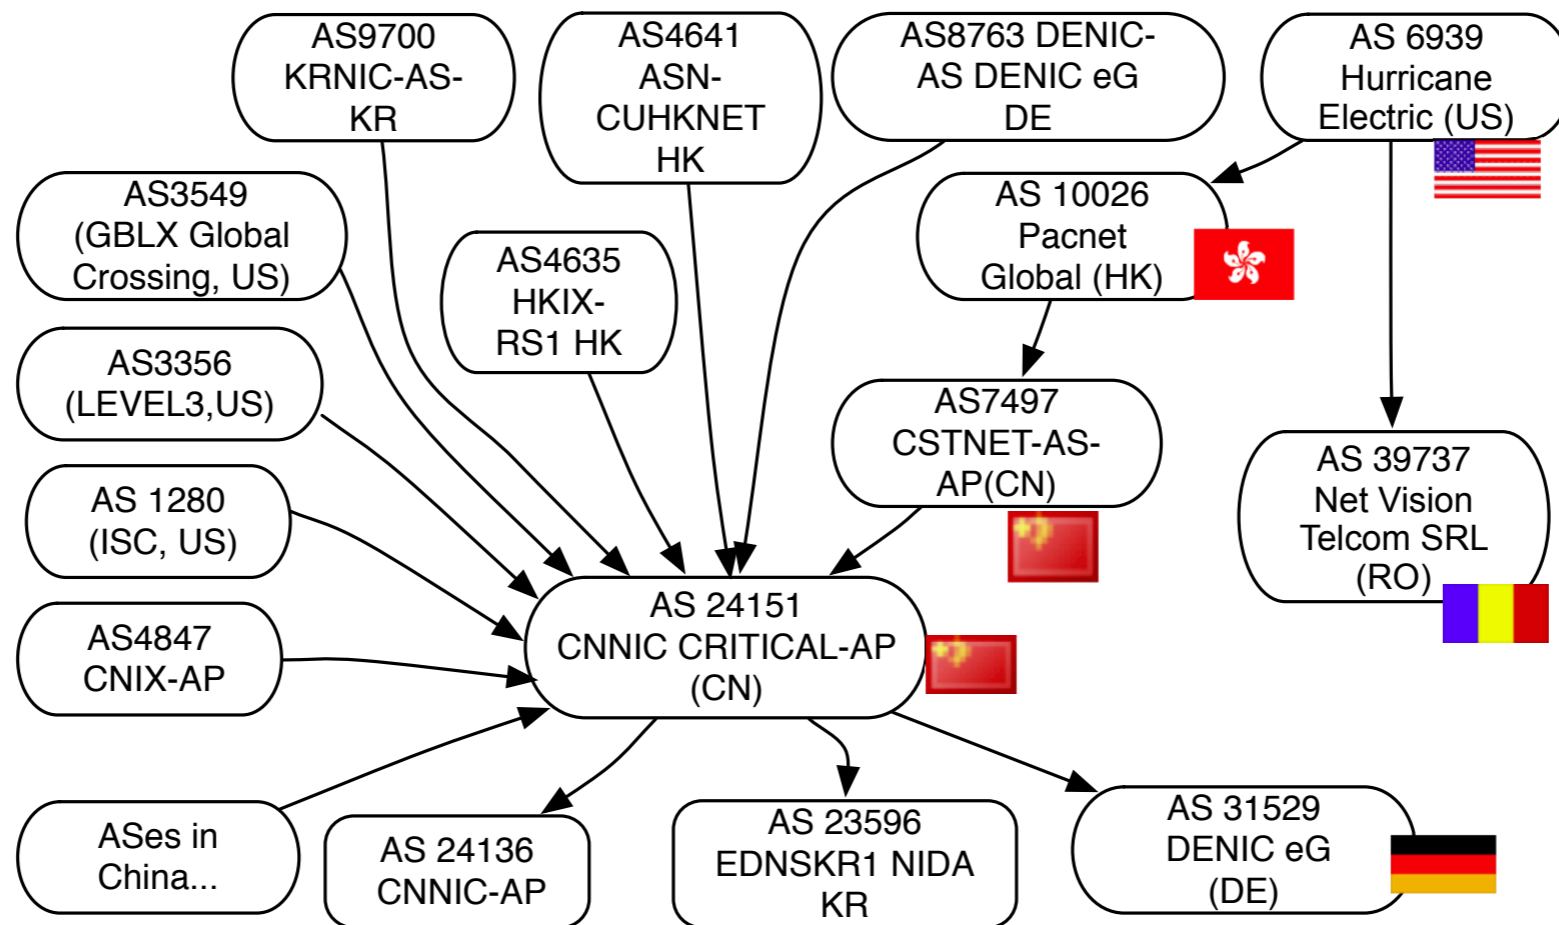 AS9700
KRNIC-AS-
KR
AS4641
ASN-
CUHKNET
HK
AS8763 DENIC-
AS DENIC eG
DE
AS 6939
Hurricane
Electric (US)
AS3549
(GBLX Global
Crossing, US)
AS4635
HKIX-
RS1 HK
AS 10026
Pacnet
Global (HK)
AS3356
(LEVEL3,US)
AS7497
CSTNET-AS-
AP(CN)
AS 39737
Net Vision
Telcom SRL
(RO)
AS 1280
(ISC, US)
AS 24151
CNNIC CRITICAL-AP
(CN)
AS4847
CNIX-AP
ASes in
China...
AS 24136
CNNIC-AP
AS 23596
EDNSKR1 NIDA
KR
AS 31529
DENIC eG
(DE)